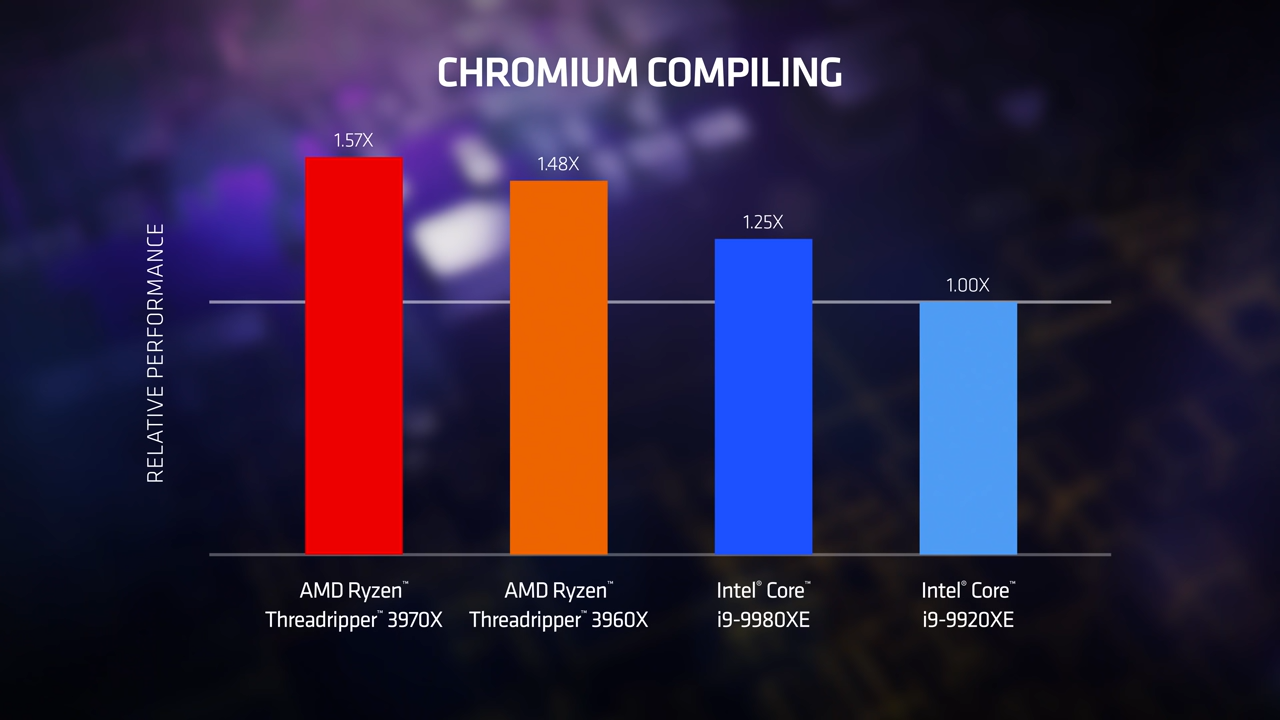 CHROMIUM COMPILING
1.57X
1.48X
1.25X
1.00X
RELATIVE PERFORMANCE
AMD Ryzen™
Threadripper™ 3970X
AMD Ryzen™
Threadripper™ 3960X
Intel® Core™
i9-9980XE
Intel® Core™
i9-9920XE